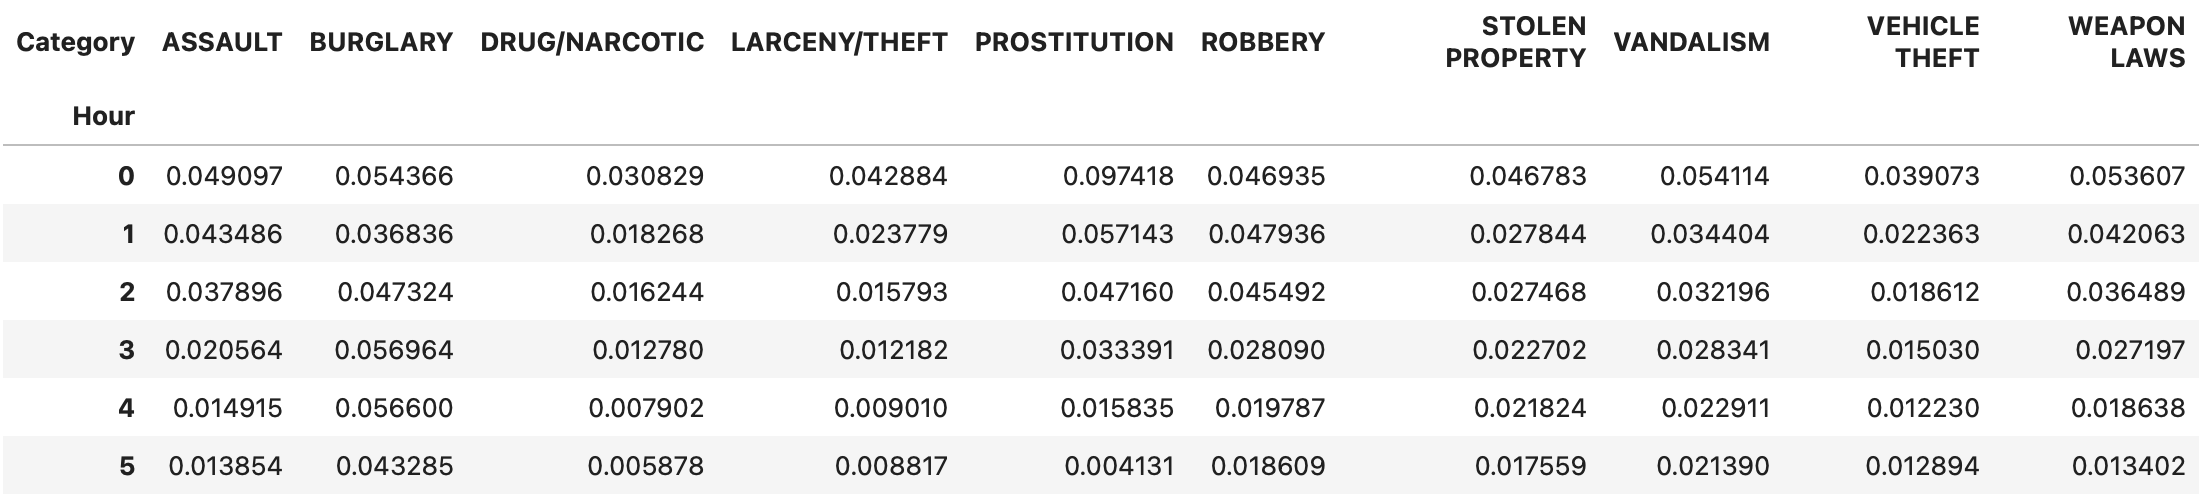 Category ASSAULT BURGLARY DRUG/NARCOTIC LARCENY/THEFT PROSTITUTION ROBBERY STOLEN PROPERTY VANDALISM VEHICLE THEFT WEAPON LAWS
Hour
0 0.049097 0.054366 0.030829 0.042884 0.097418 0.046935 0.046783 0.054114 0.039073 0.053607
1 0.043486 0.036836 0.018268 0.023779 0.057143 0.047936 0.027844 0.034404 0.022363 0.042063
2 0.037896 0.047324 0.016244 0.015793 0.047160 0.045492 0.027468 0.032196 0.018612 0.036489
3 0.020564 0.056964 0.012780 0.012182 0.033391 0.028090 0.022702 0.028341 0.015030 0.027197
4 0.014915 0.056600 0.007902 0.009010 0.015835 0.019787 0.021824 0.022911 0.012230 0.018638
5 0.013854 0.043285 0.005878 0.008817 0.004131 0.018609 0.017559 0.021390 0.012894 0.013402